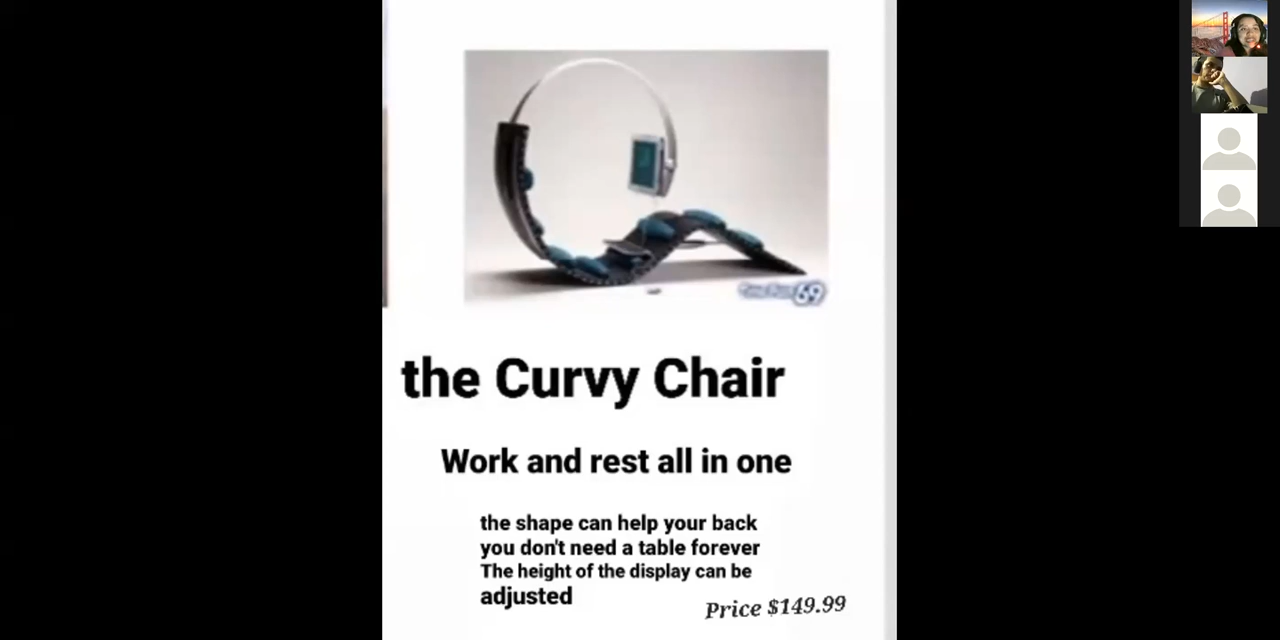 69
the Curvy Chair
Work and rest all in one
the shape can help your back
you don't need a table forever
The height of the display can be
adjusted
Price $149.99